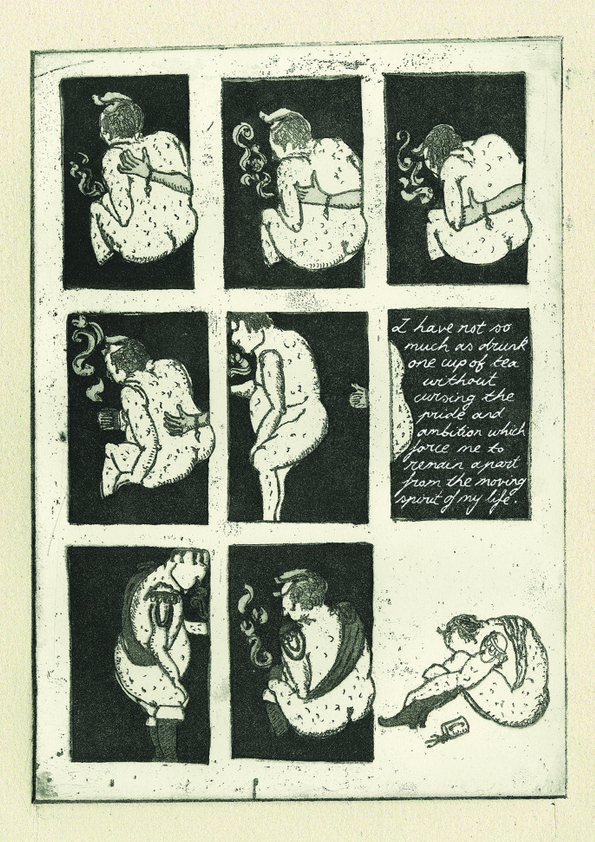 I have not so
much as drunk
one cup of tea
without
cursing the
pride and
ambition which
force me to
remain apart
from the moving
spirit of my life.